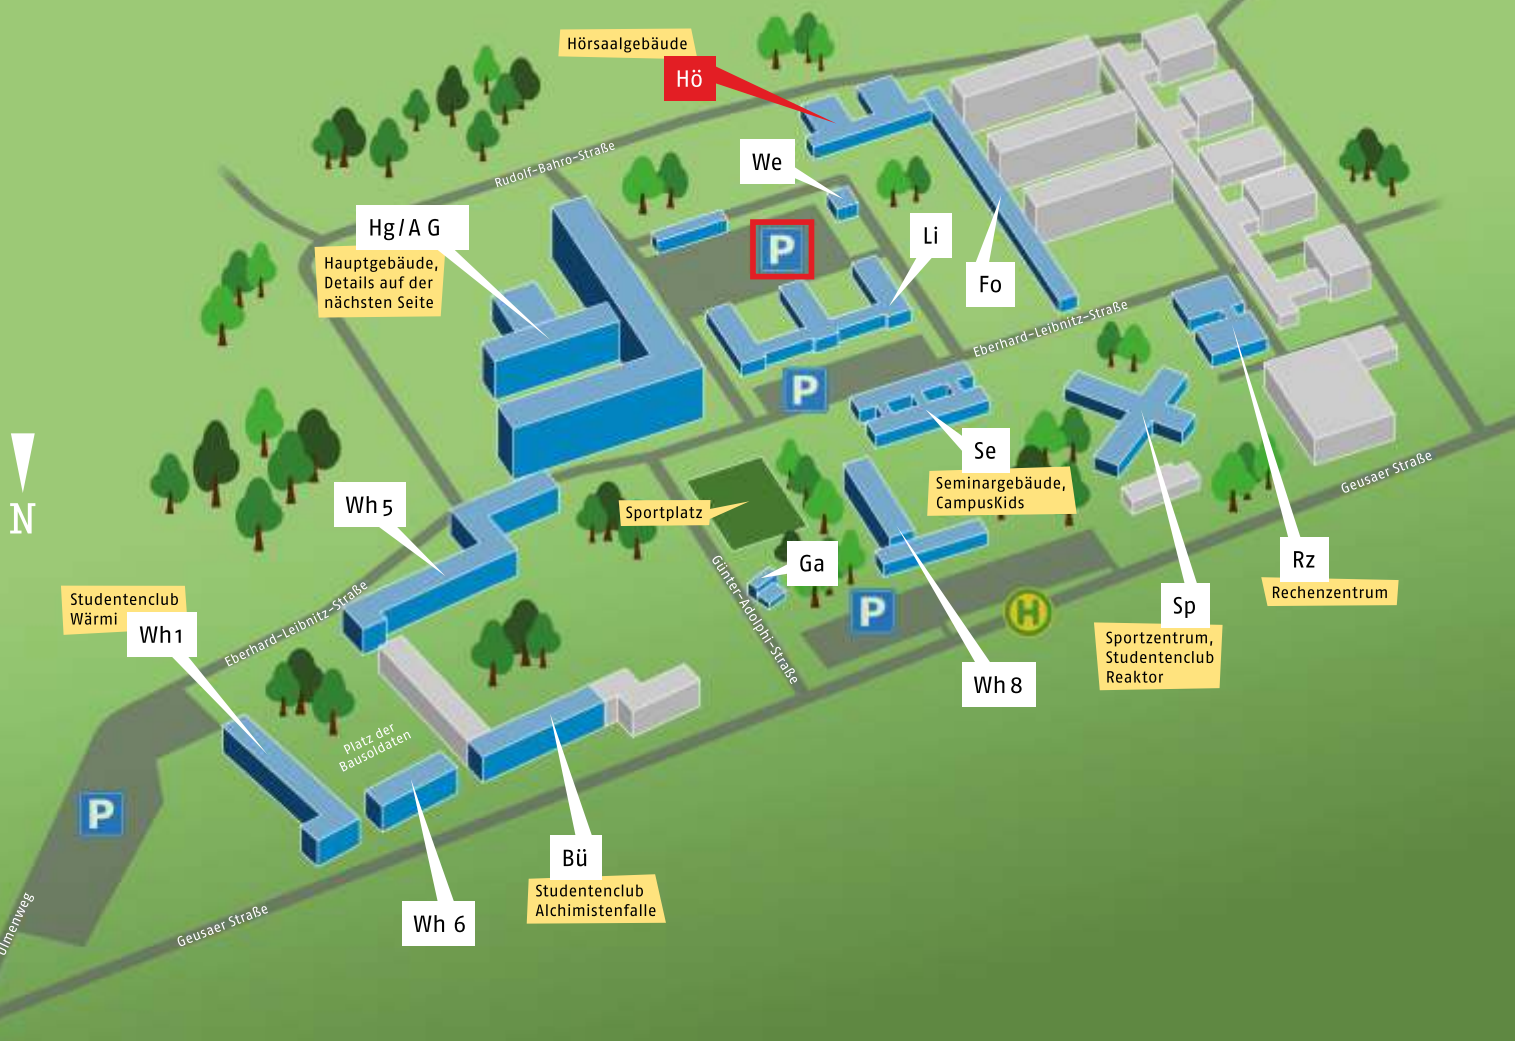 Hörsaalgebäude
Hö
Rudolf-Bahro-Straße
We
Hg/A G
Hauptgebäude,
Details auf der
nächsten Seite
P
Li
Fo
Eberhard-Leibnitz-Straße
P
Se
Seminargebäude,
CampusKids
Geusaer Straße
N
Wh 5
Sportplatz
Ga
Günter-Adolphi-Straße
P
H
Rz
Rechenzentrum
Sp
Sportzentrum,
Studentenclub
Reaktor
Studentenclub
Wärmi
Wh 1
Eberhard-Leibnitz-Straße
Wh 8
Platz der
Bausoldaten
P
Bü
Studentenclub
Alchimistenfalle
Wh 6
Geusaer Straße